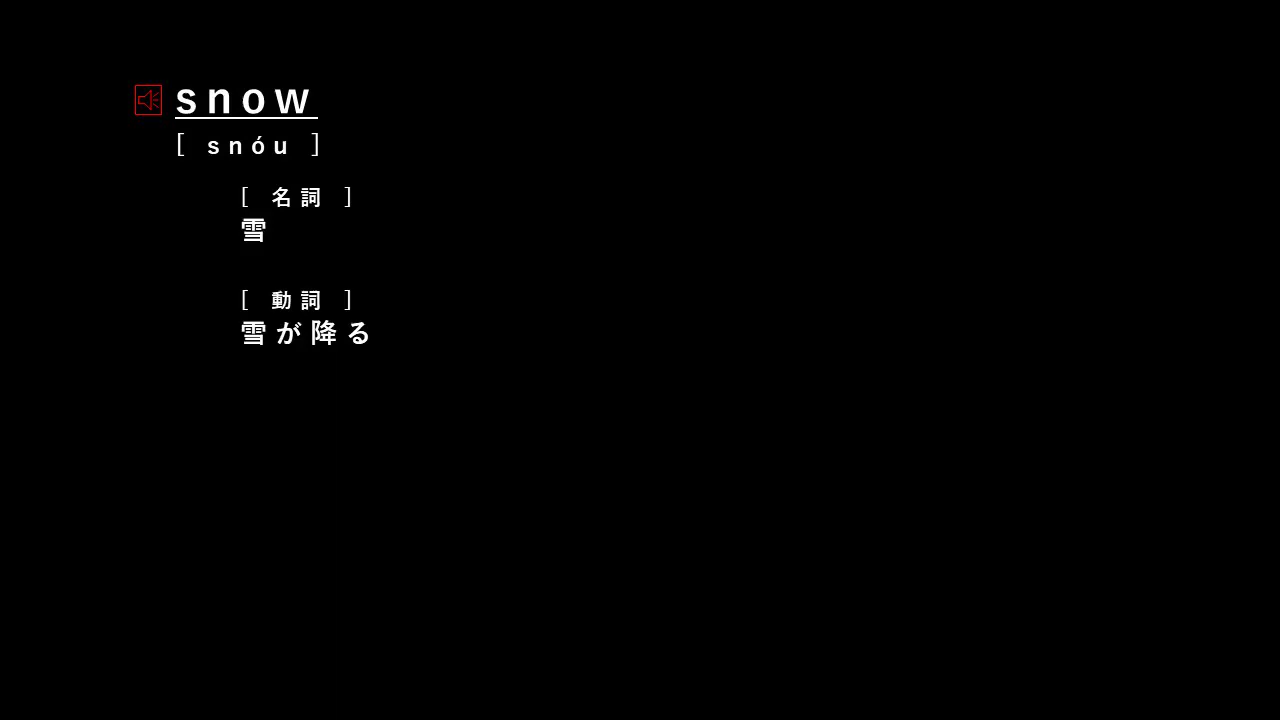 snow
[ snóu ]
[ 名詞 ]
雪
[ 動詞 ]
雪が降る